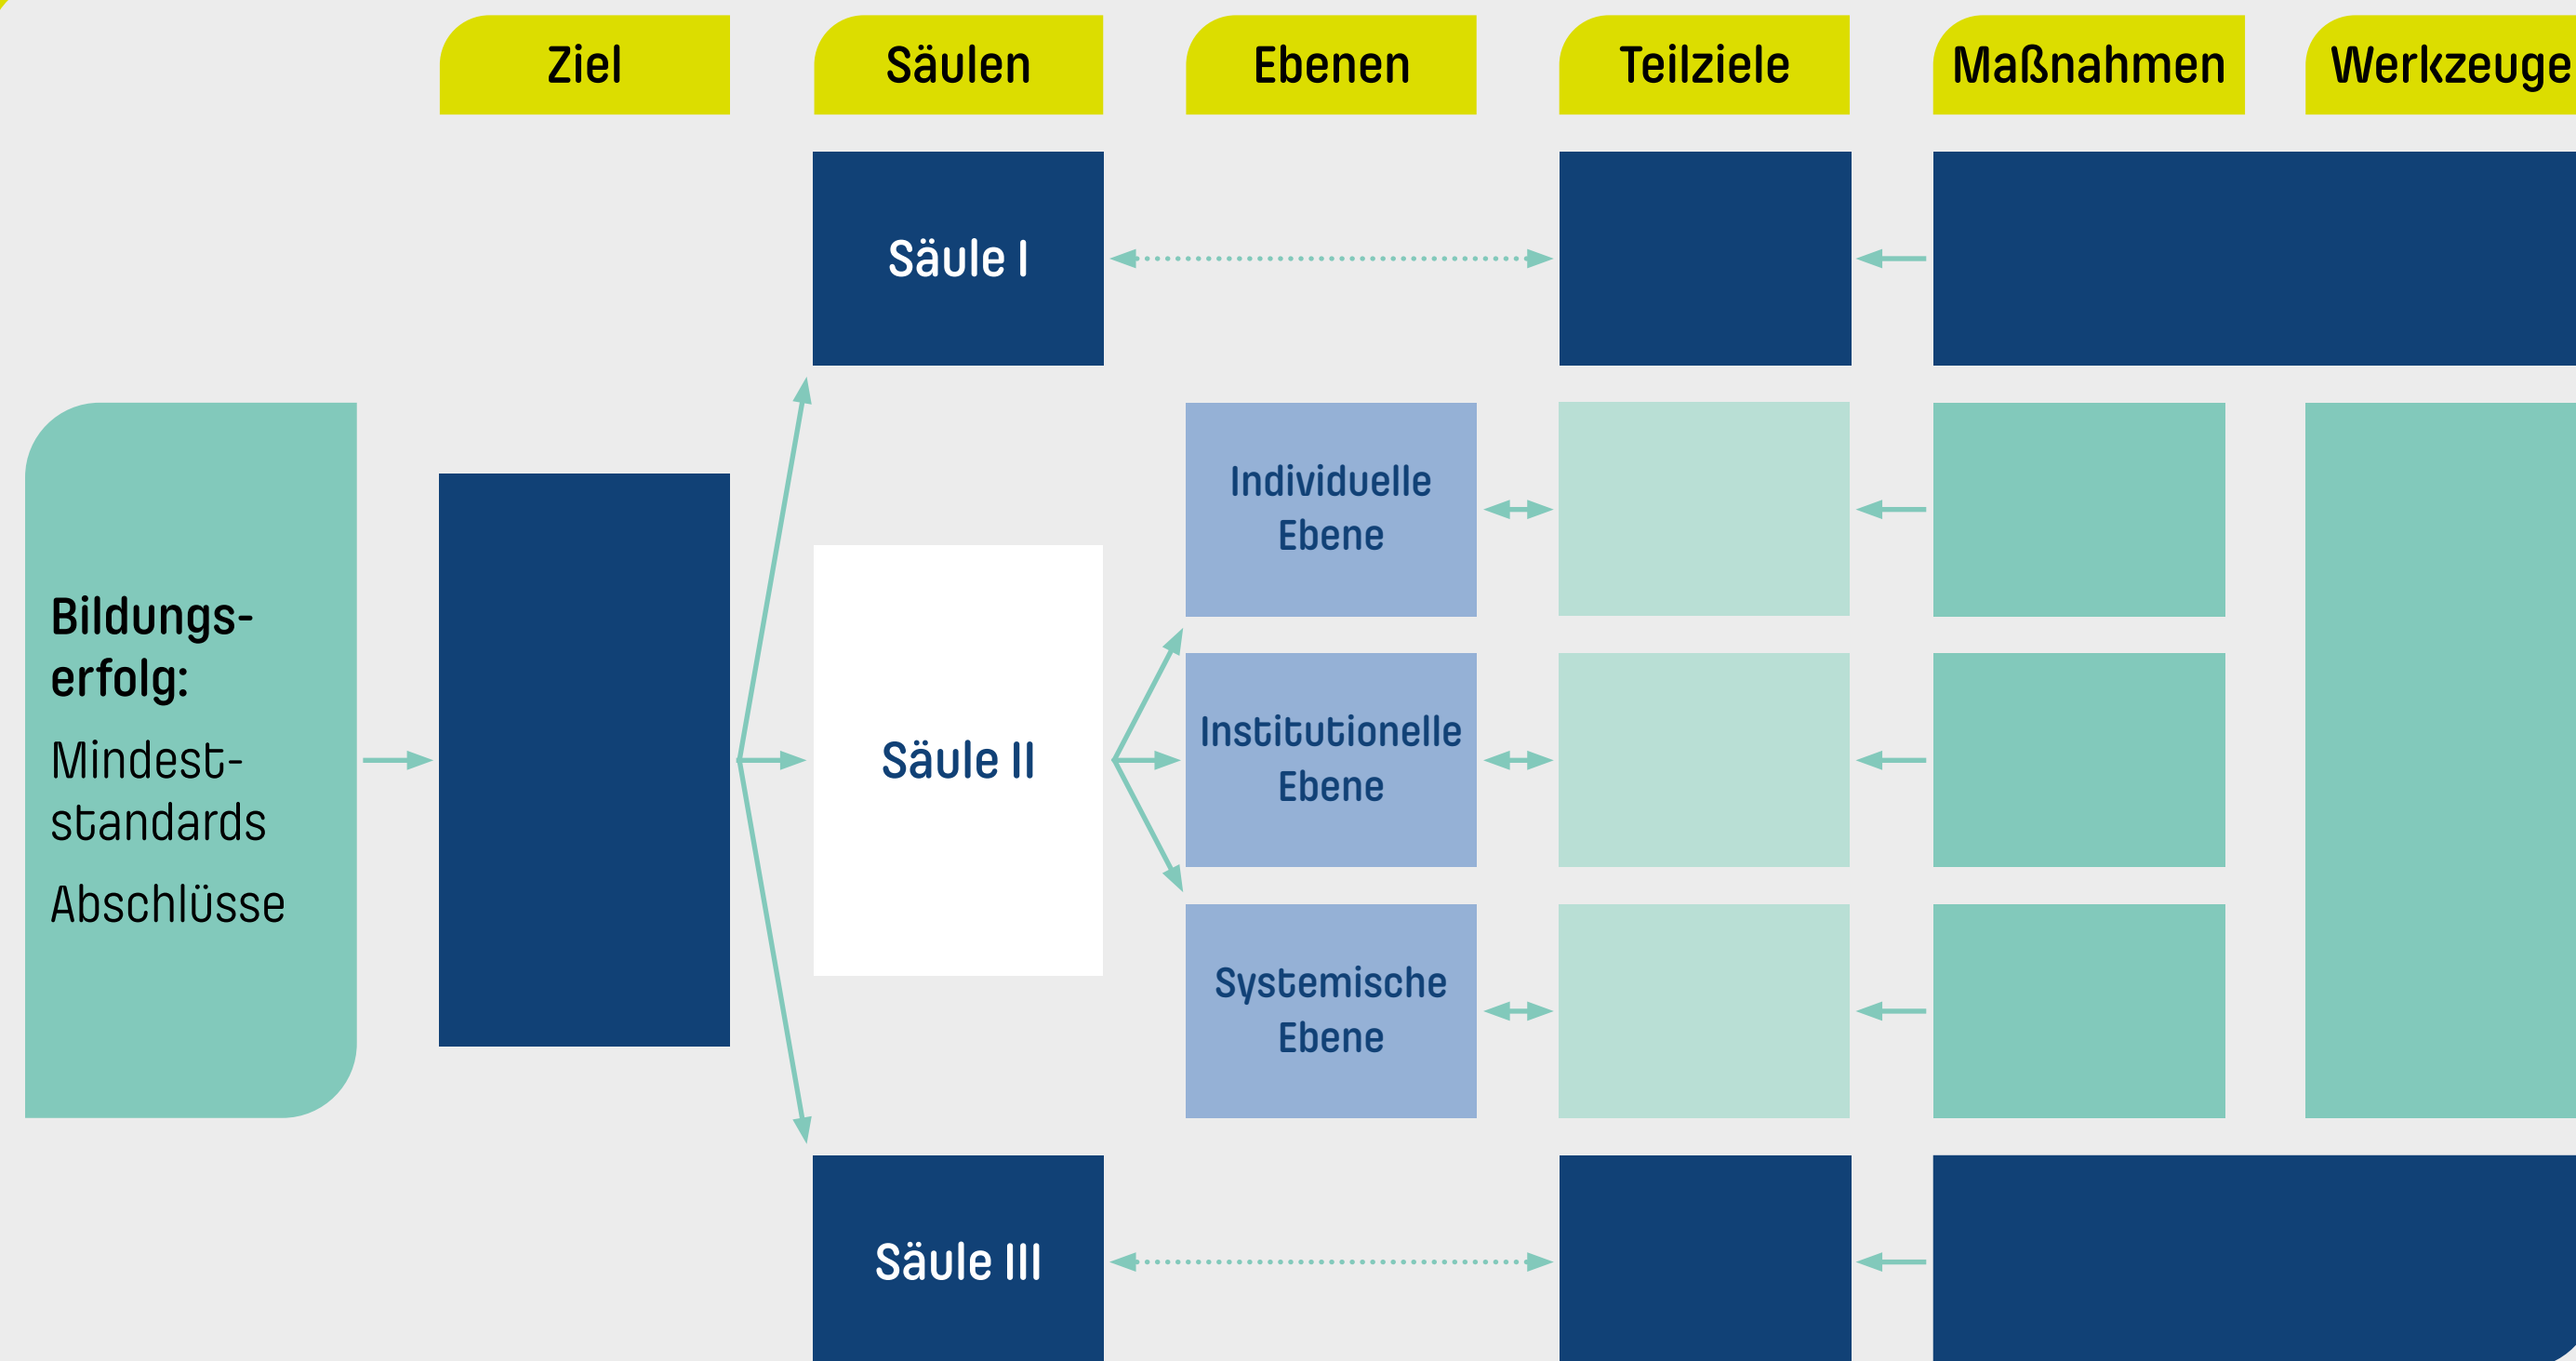 Ziel
Säulen
Ebenen
Teilziele
Maßnahmen
Werkzeuge
Säule I
Bildungs-
erfolg:
Mindest-
standards
Abschlüsse
Säule II
Individuelle
Ebene
Institutionelle
Ebene
Systemische
Ebene
Säule III